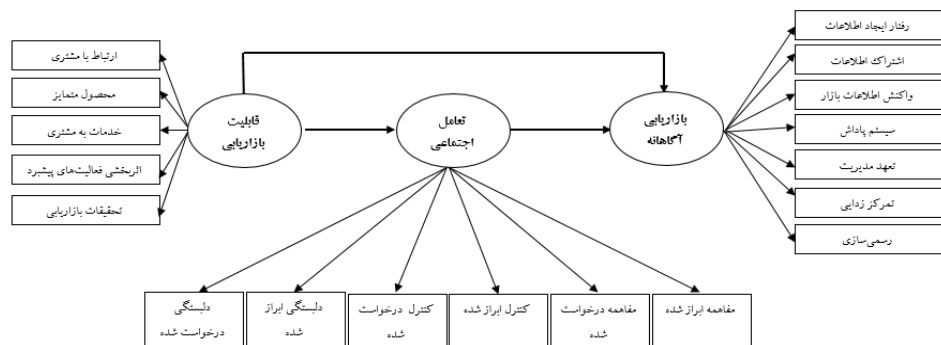 رفتار ایجاد اطلاعات
اشتراک اطلاعات
واکنش اطلاعات بازار
سیستم پاداش
تعهد مدیریت
تمرکز زدایی
رسمی‌سازی
بازاریابی
آگاهانه
تعامل
اجتماعی
قابلیت
بازاریابی
ارتباط با مشتری
محصول متمایز
خدمات به مشتری
اثربخشی فعالیت‌های پیشبرد
تحقیقات بازاریابی
مفاهمه ابراز شده
مفاهمه درخواست
شده
کنترل ابراز شده
کنترل درخواست
شده
دلبستگی ابراز
شده
دلبستگی
درخواست شده